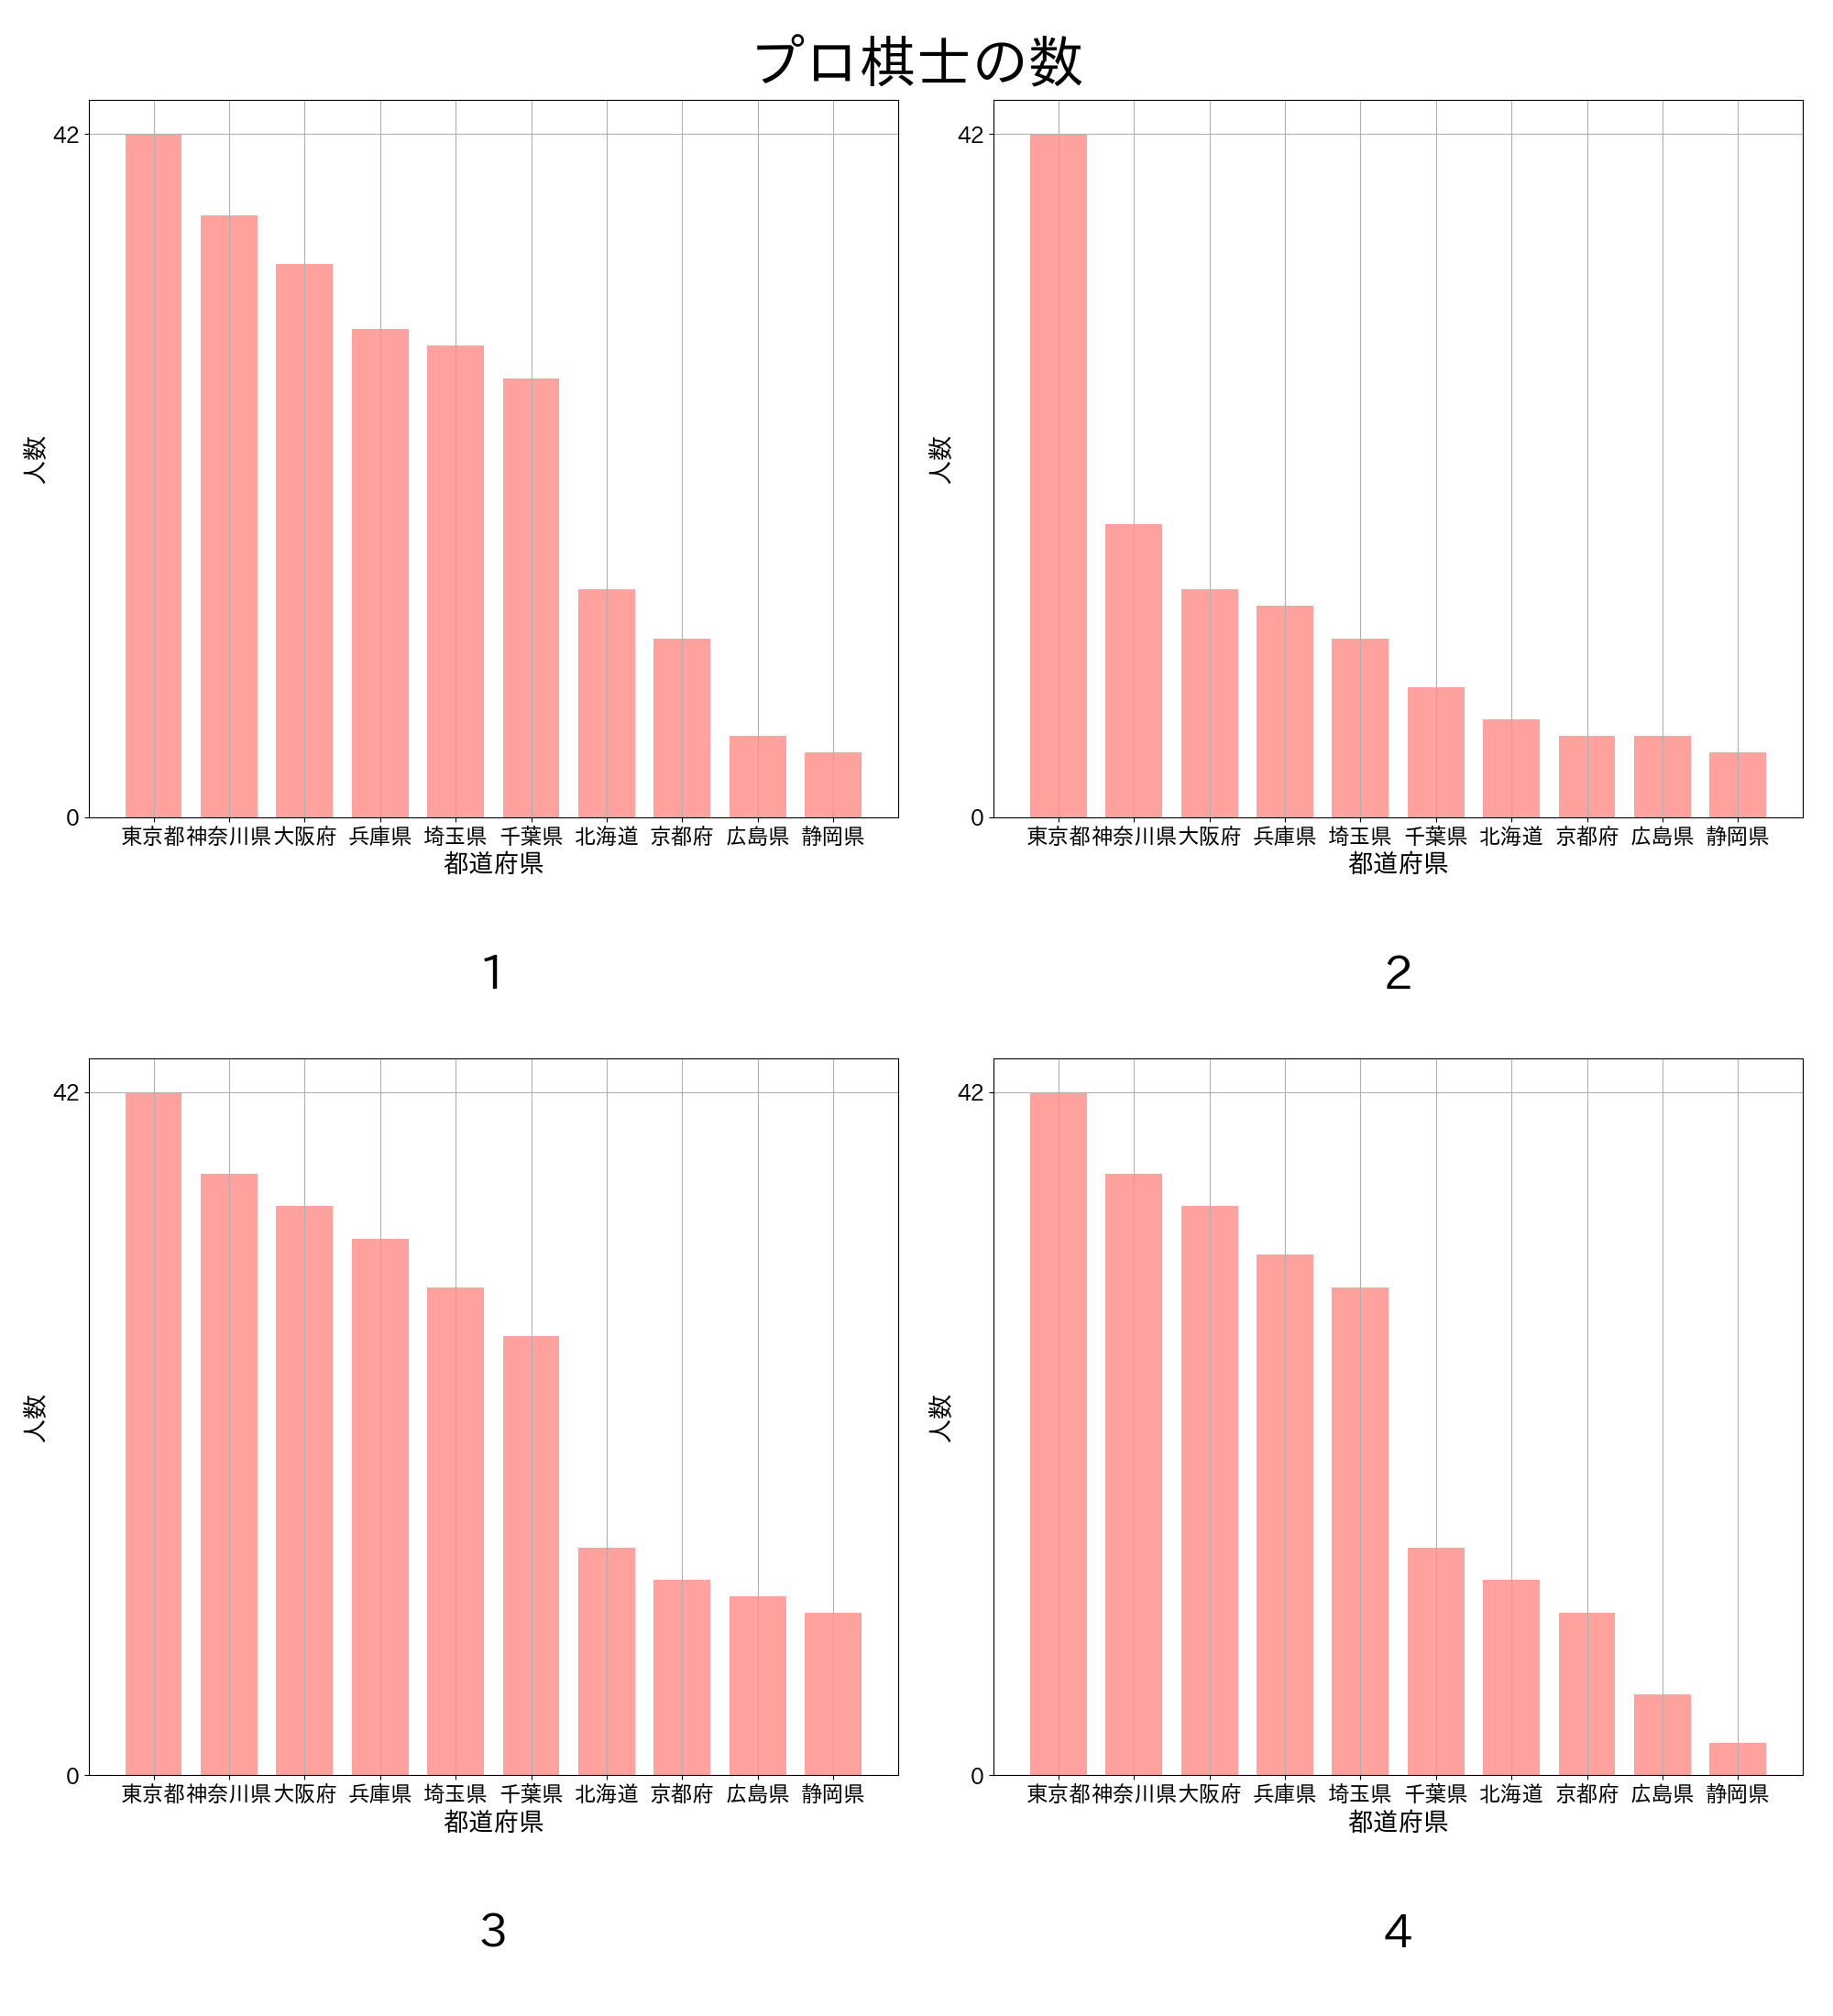 プロ棋士の数
42
0
人数
東京都 神奈川県 大阪府 兵庫県 埼玉県 千葉県 北海道 京都府 広島県 静岡県
都道府県
1
42
0
人数
東京都 神奈川県 大阪府 兵庫県 埼玉県 千葉県 北海道 京都府 広島県 静岡県
都道府県
2
42
0
人数
東京都 神奈川県 大阪府 兵庫県 埼玉県 千葉県 北海道 京都府 広島県 静岡県
都道府県
3
42
0
人数
東京都 神奈川県 大阪府 兵庫県 埼玉県 千葉県 北海道 京都府 広島県 静岡県
都道府県
4